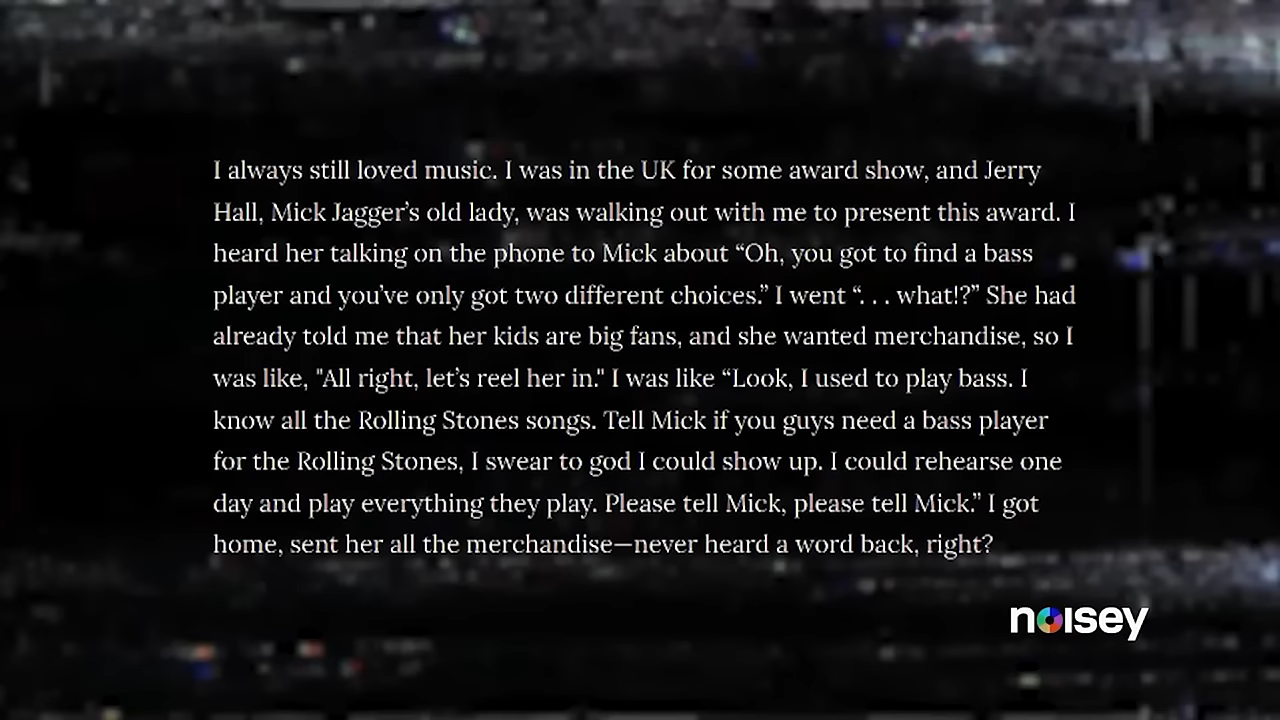 I always still loved music. I was in the UK for some award show, and Jerry
Hall, Mick Jagger’s old lady, was walking out with me to present this award. I
heard her talking on the phone to Mick about “Oh, you got to find a bass
player and you’ve only got two different choices.” I went “. . . what!?” She had
already told me that her kids are big fans, and she wanted merchandise, so I
was like, "All right, let’s reel her in." I was like “Look, I used to play bass. I
know all the Rolling Stones songs. Tell Mick if you guys need a bass player
for the Rolling Stones, I swear to god I could show up. I could rehearse one
day and play everything they play. Please tell Mick, please tell Mick.” I got
home, sent her all the merchandise—never heard a word back, right?
noisey